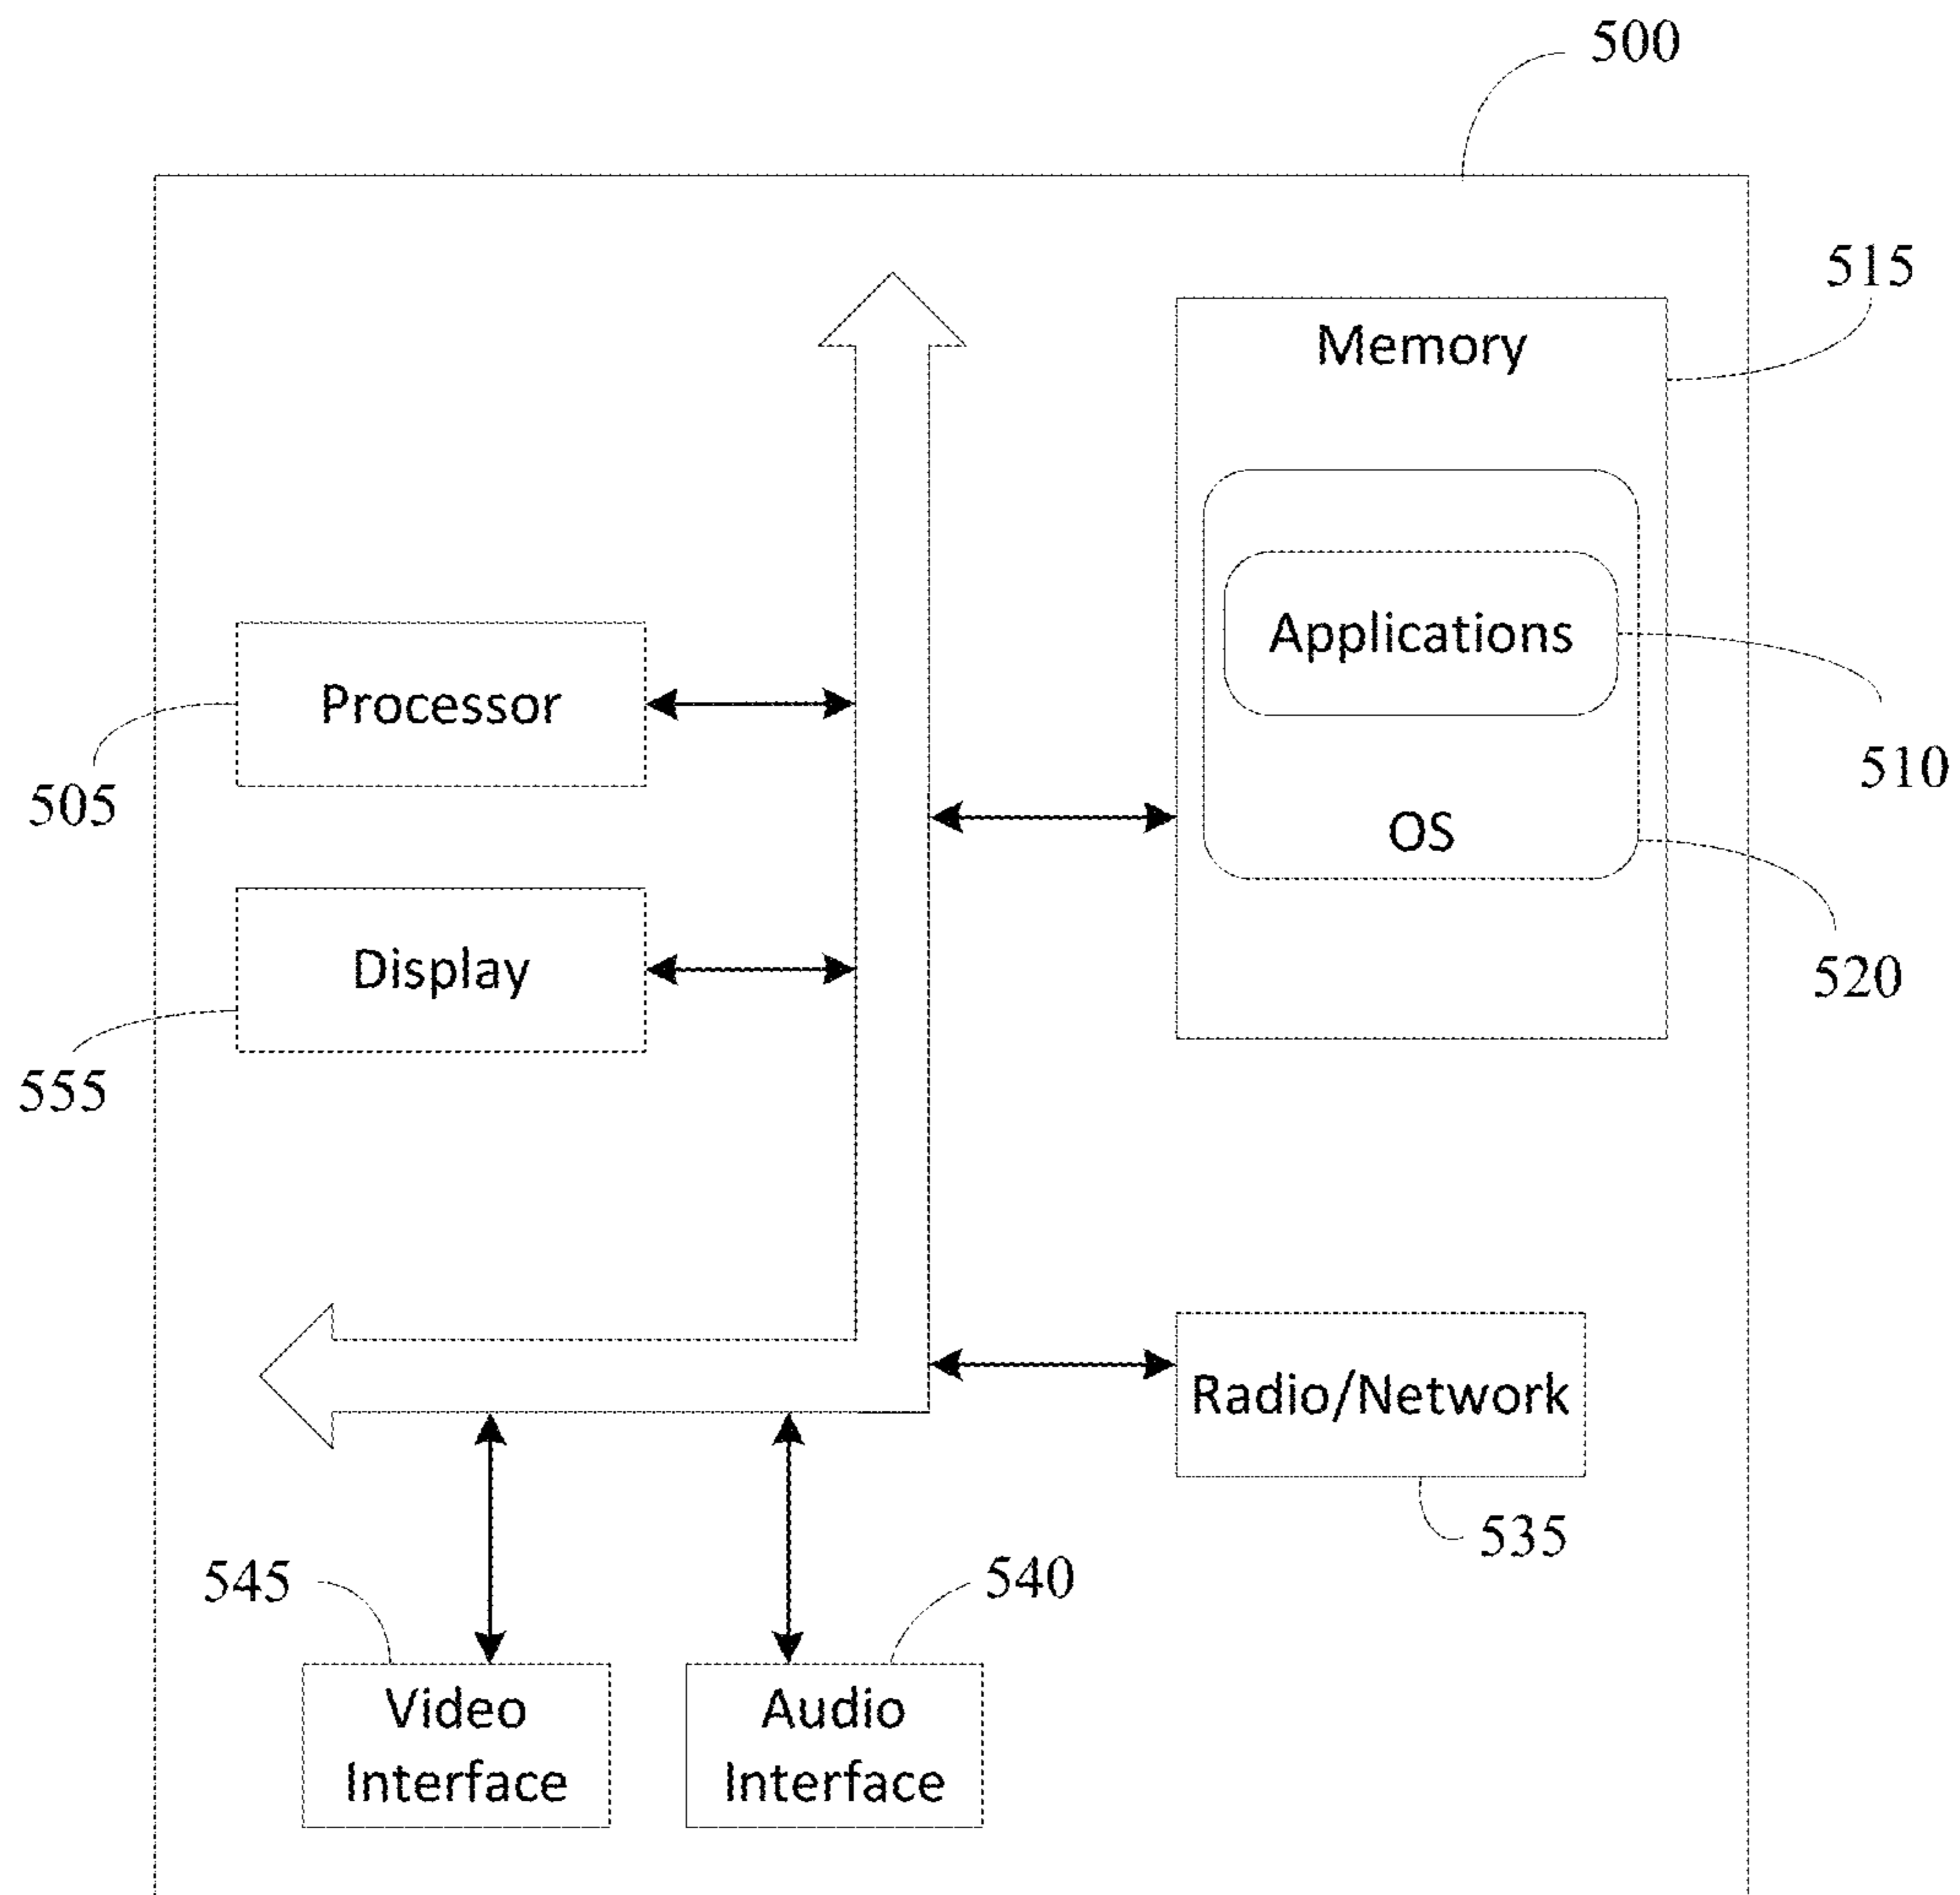 500
515
Memory
Applications
Processor
510
505
OS
Display
520
555
Radio/Network
535
545
540
Video
Interface
Audio
Interface